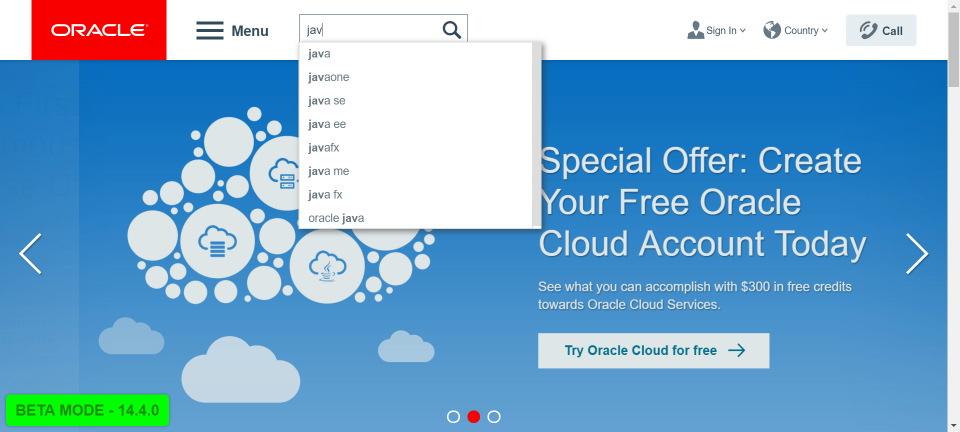 ORACLE
Menu
jav
Sign In
Country
Call
java
javaone
java se
java ee
javafx
java me
java fx
oracle java
Special Offer: Create
Your Free Oracle
Cloud Account Today
See what you can accomplish with $300 in free credits
towards Oracle Cloud Services.
Try Oracle Cloud for free
BETA MODE - 14.4.0